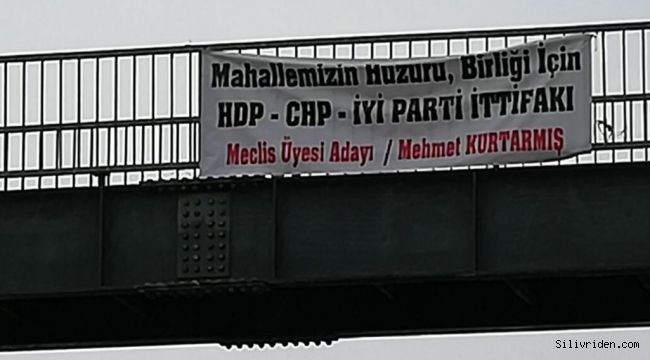 Mahallemizin Huzuru, Birliği İçin
HDP - CHP - İYİ PARTİ İTTİFAKI
Meclis Üyesi Adayı / Mehmet KURTARMIŞ
Silivriden.com